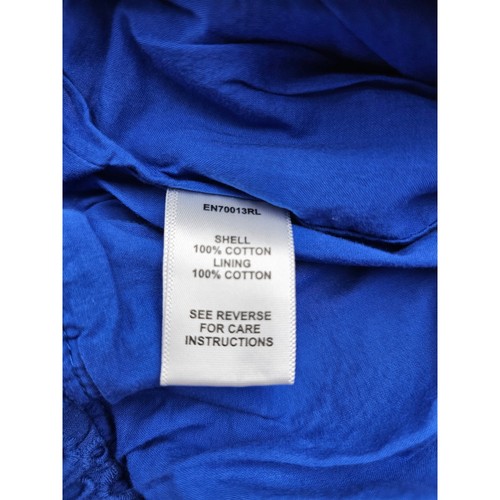 EN70013RL
SHELL
100% COTTON
LINING
100% COTTON
SEE REVERSE
FOR CARE
INSTRUCTIONS